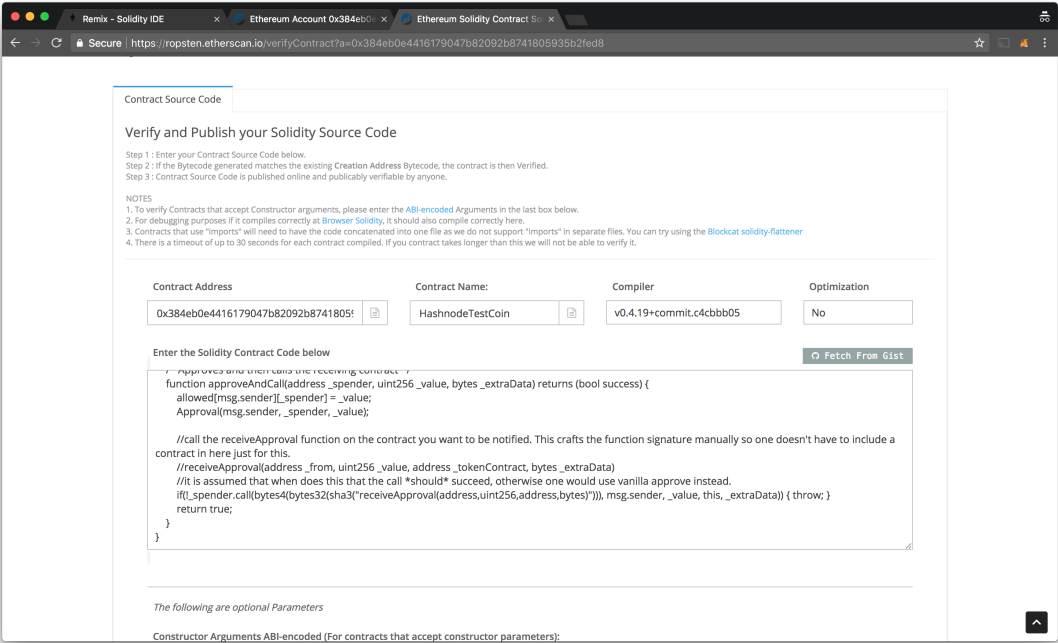 Remix - Solidity IDE
Ethereum Account 0x384eb0e
Ethereum Solidity Contract So
Secure
https://ropsten.etherscan.io/verifyContract?a=0x384eb0e4416179047b82092b8741805935b2fed8
Contract Source Code
Verify and Publish your Solidity Source Code
Step 1 : Enter your Contract Source Code below.
Step 2 : If the Bytecode generated matches the existing Creation Address Bytecode, the contract is then Verified.
Step 3 : Contract Source Code is published online and publicably verifiable by anyone.
NOTES
1. To verify Contracts that accept Constructor arguments, please enter the ABI-encoded Arguments in the last box below.
2. For debugging purposes if it compiles correctly at Browser Solidity, it should also compile correctly here.
3. Contracts that use "imports" will need to have the code concatenated into one file as we do not support "imports" in separate files. You can try using the Blockcat solidity-flattener
4. There is a timeout of up to 30 seconds for each contract compiled. If you contract takes longer than this we will not be able to verify it.
Contract Address
Contract Name:
Compiler
Optimization
0x384eb0e4416179047b82092b8741805
HashnodeTestCoin
v0.4.19+commit.c4cbbb05
No
Enter the Solidity Contract Code below
Fetch From Gist
/* Approves and then calls the receiving contract */
function approveAndCall(address _spender, uint256 _value, bytes _extraData) returns (bool success) {
allowed[msg.sender][_spender] = _value;
Approval(msg.sender, _spender, _value);
//call the receiveApproval function on the contract you want to be notified. This crafts the function signature manually so one doesn't have to include a
contract in here just for this.
//receiveApproval(address _from, uint256 _value, address _tokenContract, bytes _extraData)
//it is assumed that when does this that the call *should* succeed, otherwise one would use vanilla approve instead.
if(!_spender.call(bytes4(bytes32(sha3("receiveApproval(address,uint256,address,bytes)"))), msg.sender, _value, this, _extraData)) { throw; }
return true;
}
}
The following are optional Parameters
Constructor Arguments ABI-encoded (For contracts that accept constructor parameters):